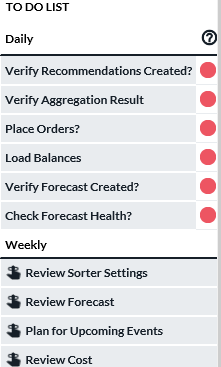 TO DO LIST
Daily
Verify Recommendations Created?
Verify Aggregation Result
Place Orders?
Load Balances
Verify Forecast Created?
Check Forecast Health?
Weekly
Review Sorter Settings
Review Forecast
Plan for Upcoming Events
Review Cost